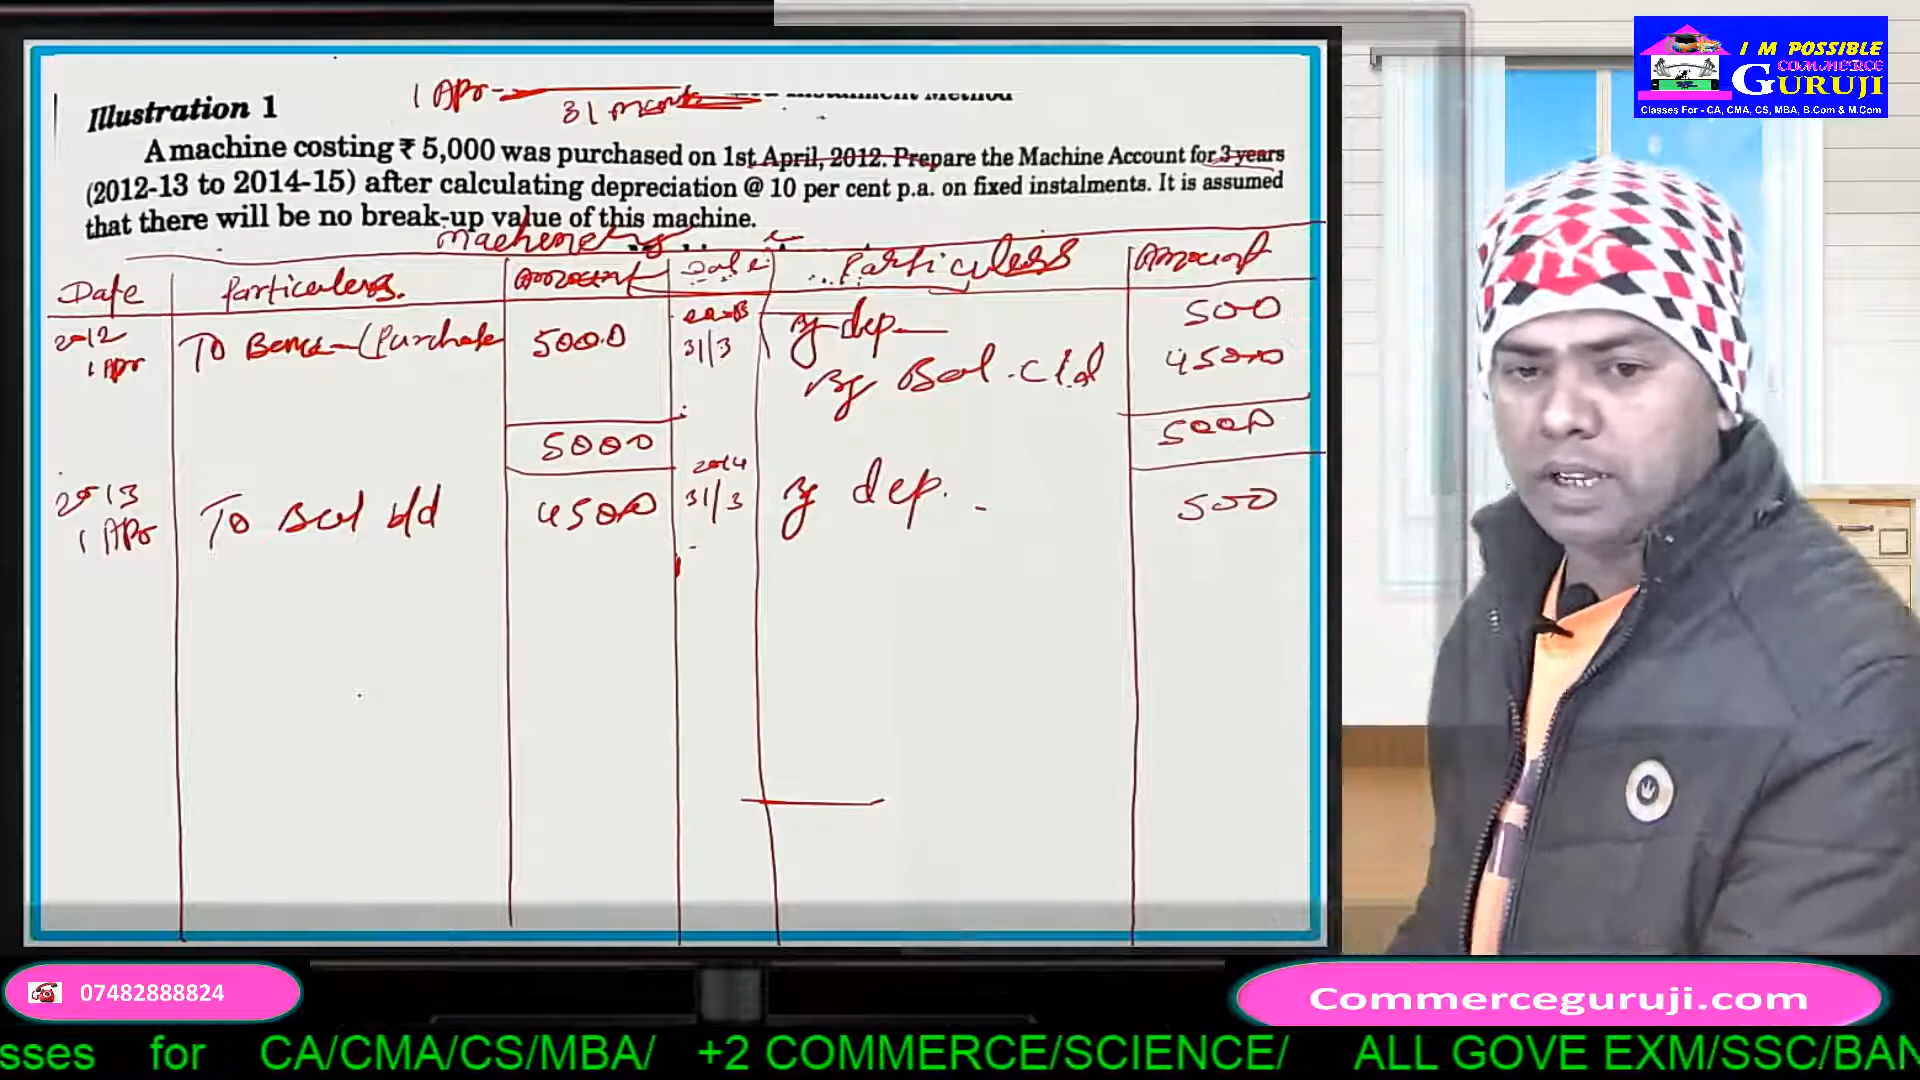 I M POSSIBLE
COMMERCE
GURUJI
Classes For - CA, CMA, CS, MBA, B.Com & M.Com
1 Apr
31 march
Illustration 1
A machine costing ₹ 5,000 was purchased on 1st April, 2012. Prepare the Machine Account for 3 years
(2012-13 to 2014-15) after calculating depreciation @ 10 per cent p.a. on fixed instalments. It is assumed
that there will be no break-up value of this machine.
Date Particulers. Amount Date Particulers Amount
2012 1 Apr To Bank (Purchase 5000 31/3 By dep 500
By Bal. c/d 4500
5000 5000
2013 1 Apr To Bal b/d 4500 2014 31/3 By dep. 500
07482888824
Commerceguruji.com
sses for CA/CMA/CS/MBA/ +2 COMMERCE/SCIENCE/ ALL GOVE EXM/SSC/BAN